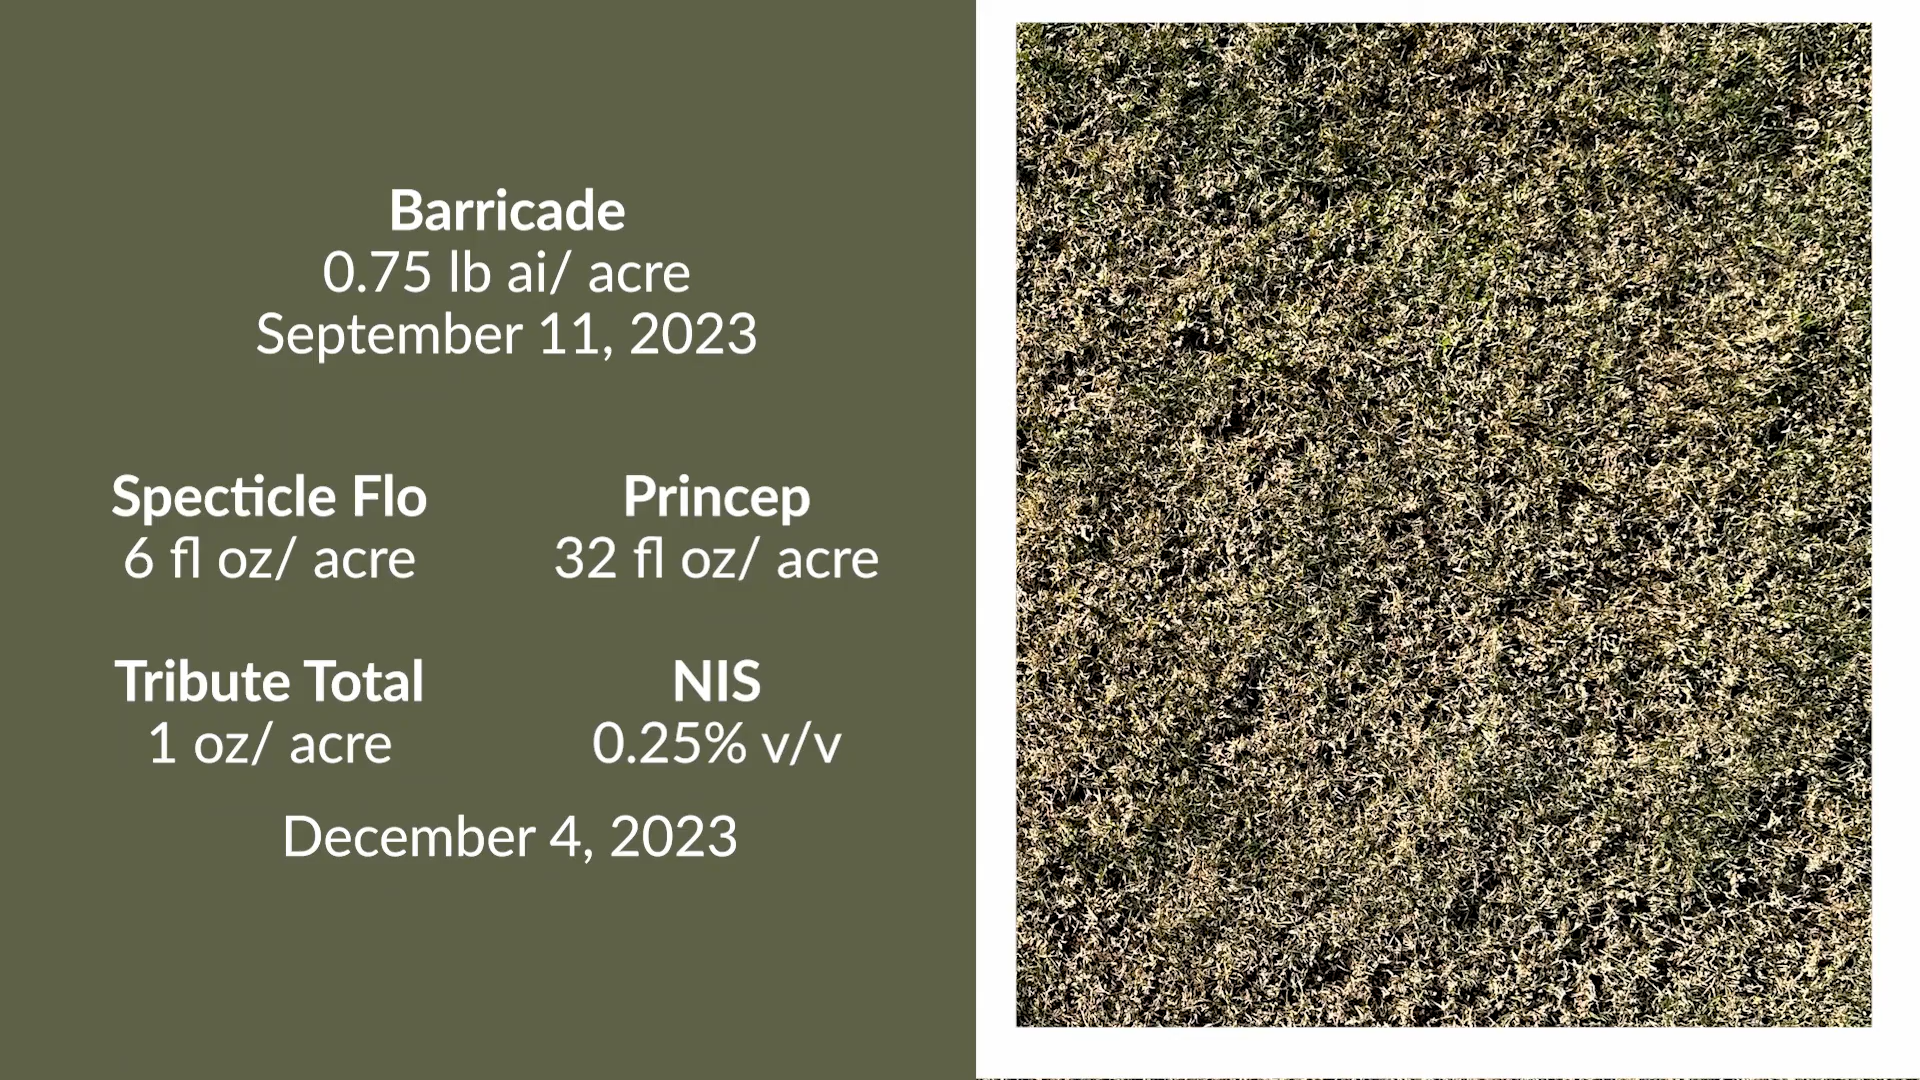 Barricade
0.75 lb ai/ acre
September 11, 2023
Specticle Flo
6 fl oz/ acre
Princep
32 fl oz/ acre
Tribute Total
1 oz/ acre
NIS
0.25% v/v
December 4, 2023